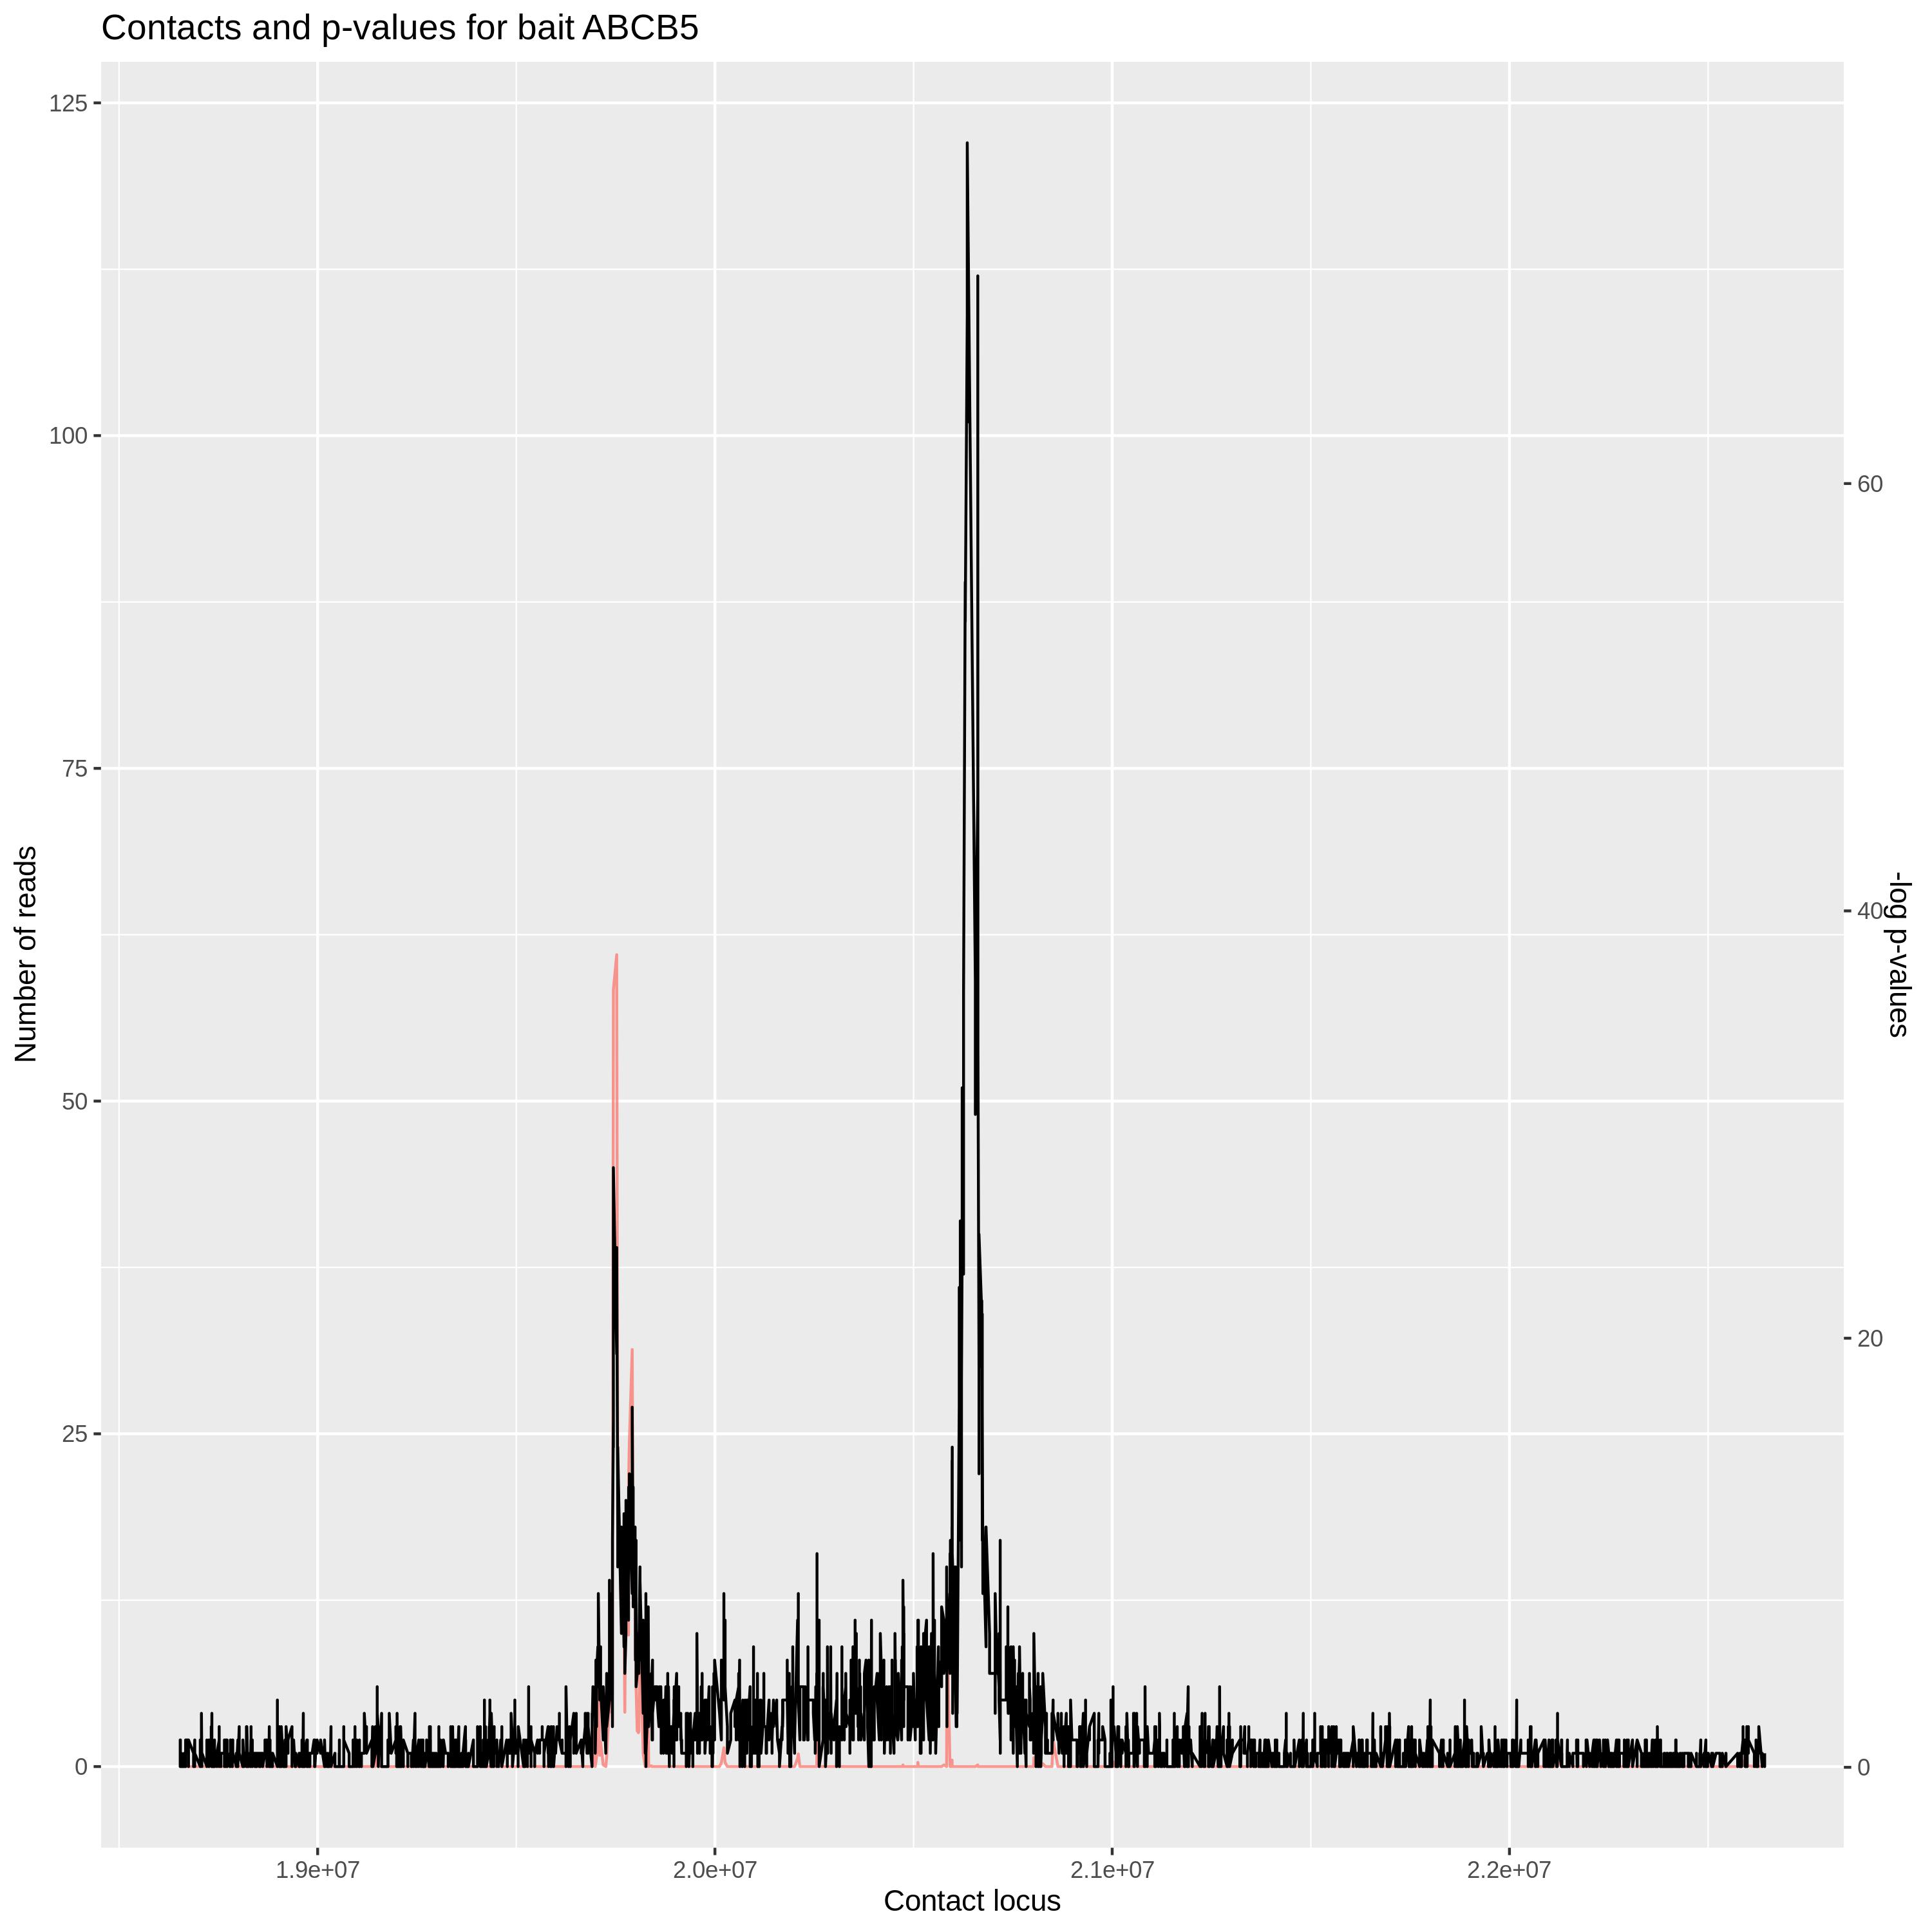 Contacts and p-values for bait ABCB5
125
100
75
50
25
0
Number of reads
60
40
20
0
-log p-values
1.9e+07
2.0e+07
2.1e+07
2.2e+07
Contact locus